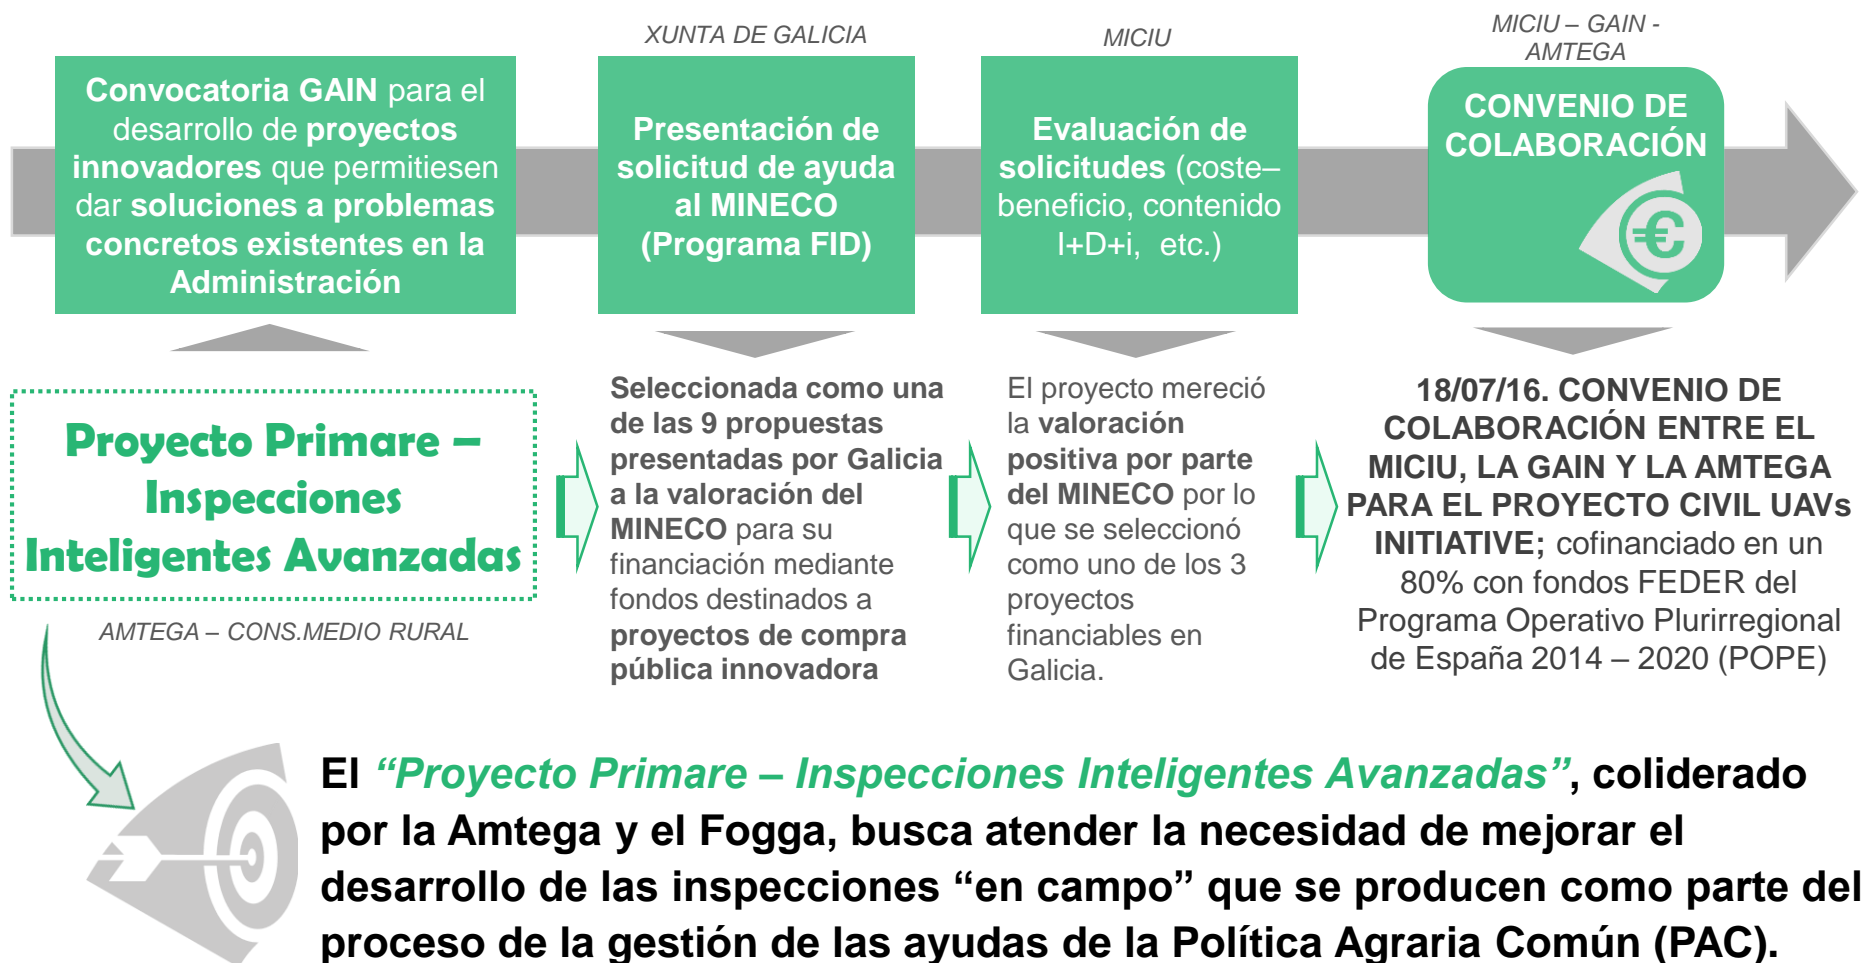 XUNTA DE GALICIA
MICIU
MICIU – GAIN -
AMTEGA
Convocatoria GAIN para el
desarrollo de proyectos
innovadores que permitiesen
dar soluciones a problemas
concretos existentes en la
Administración
Presentación de
solicitud de ayuda
al MINECO
(Programa FID)
Evaluación de
solicitudes (coste–
beneficio, contenido
I+D+i, etc.)
CONVENIO DE
COLABORACIÓN
€
Proyecto Primare –
Inspecciones
Inteligentes Avanzadas
AMTEGA – CONS.MEDIO RURAL
Seleccionada como una
de las 9 propuestas
presentadas por Galicia
a la valoración del
MINECO para su
financiación mediante
fondos destinados a
proyectos de compra
pública innovadora
El proyecto mereció
la valoración
positiva por parte
del MINECO por lo
que se seleccionó
como uno de los 3
proyectos
financiables en
Galicia.
18/07/16. CONVENIO DE
COLABORACIÓN ENTRE EL
MICIU, LA GAIN Y LA AMTEGA
PARA EL PROYECTO CIVIL UAVs
INITIATIVE; cofinanciado en un
80% con fondos FEDER del
Programa Operativo Plurirregional
de España 2014 – 2020 (POPE)
El “Proyecto Primare – Inspecciones Inteligentes Avanzadas”, coliderado
por la Amtega y el Fogga, busca atender la necesidad de mejorar el
desarrollo de las inspecciones “en campo” que se producen como parte del
proceso de la gestión de las ayudas de la Política Agraria Común (PAC).